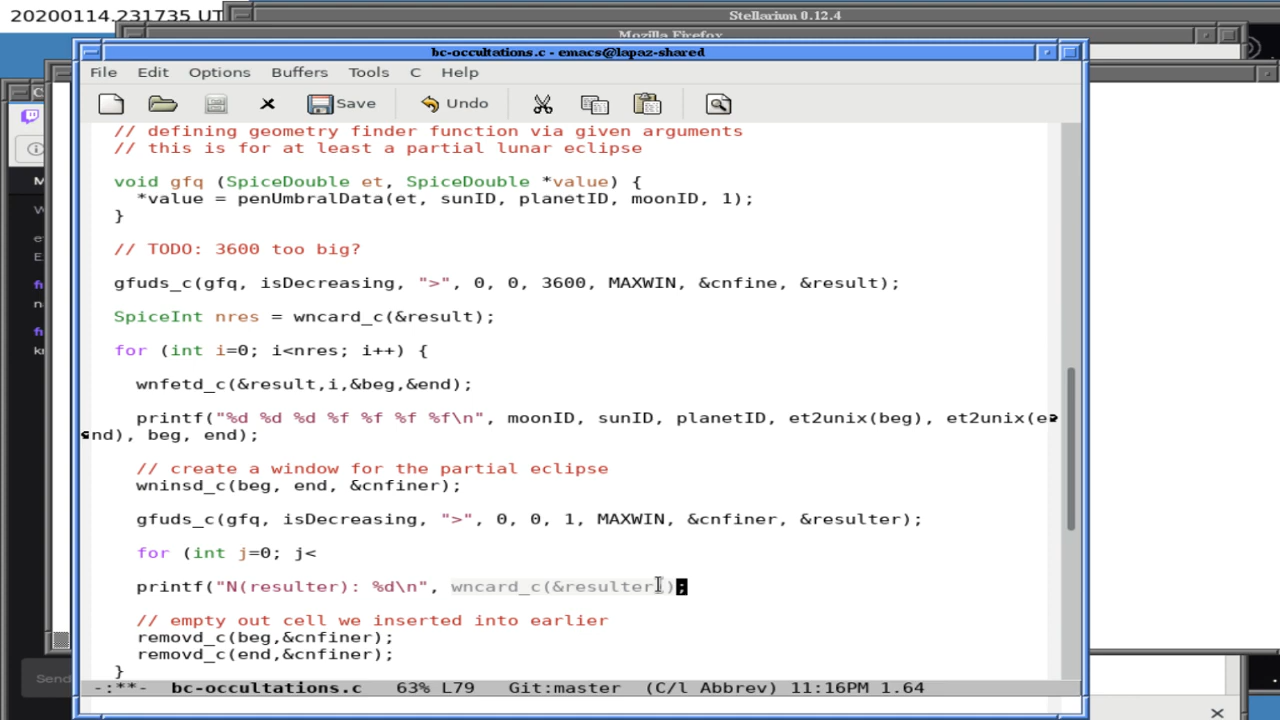 20200114.231735 UT
Stellarium 0.12.4
Mozilla Firefox
bc-occultations.c - emacs@lapaz-shared
File Edit Options Buffers Tools C Help
Save Undo
// defining geometry finder function via given arguments
// this is for at least a partial lunar eclipse
void gfq (SpiceDouble et, SpiceDouble *value) {
*value = penUmbralData(et, sunID, planetID, moonID, 1);
}
// TODO: 3600 too big?
gfuds_c(gfq, isDecreasing, ">", 0, 0, 3600, MAXWIN, &cnfine, &result);
SpiceInt nres = wncard_c(&result);
for (int i=0; i<nres; i++) {
wnfetd_c(&result,i,&beg,&end);
printf("%d %d %d %f %f %f %f\n", moonID, sunID, planetID, et2unix(beg), et2unix(e
nd), beg, end);
// create a window for the partial eclipse
wninsd_c(beg, end, &cnfiner);
gfuds_c(gfq, isDecreasing, ">", 0, 0, 1, MAXWIN, &cnfiner, &resulter);
for (int j=0; j<
printf("N(resulter): %d\n", wncard_c(&resulter));
// empty out cell we inserted into earlier
removd_c(beg,&cnfiner);
removd_c(end,&cnfiner);
}
-:**- bc-occultations.c 63% L79 Git:master (C/l Abbrev) 11:16PM 1.64
Send